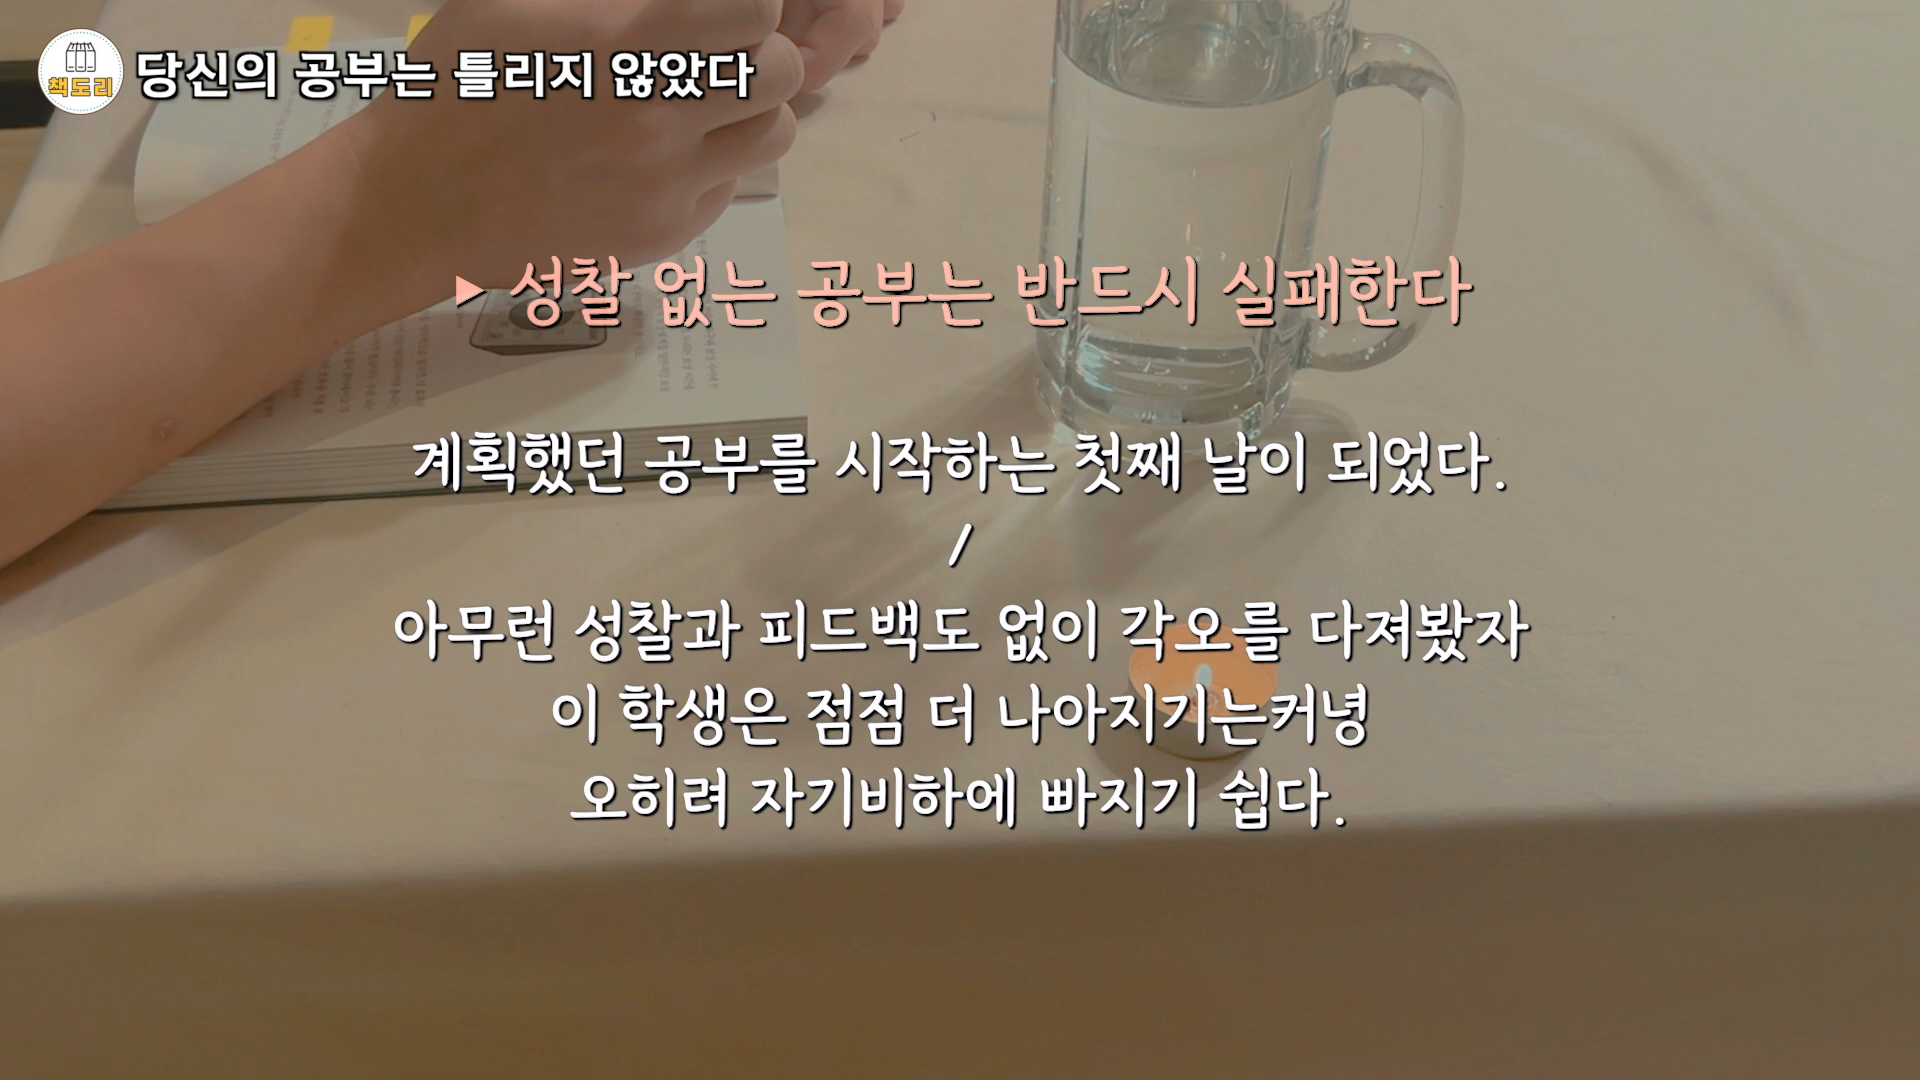 책도리
당신의 공부는 틀리지 않았다
▶ 성찰 없는 공부는 반드시 실패한다
계획했던 공부를 시작하는 첫째 날이 되었다.
/
아무런 성찰과 피드백도 없이 각오를 다져봤자
이 학생은 점점 더 나아지기는커녕
오히려 자기비하에 빠지기 쉽다.